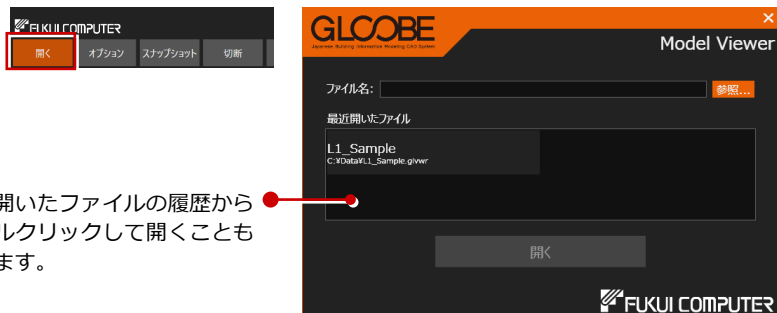 FUKUI COMPUTER
開く オプション スナップショット 切断
GLOOBE
Japanese Building Information Modeling CAD System
Model Viewer
ファイル名:
参照...
最近開いたファイル
L1_Sample
C:¥Data¥L1_Sample.glvwr
開いたファイルの履歴から
ルクリックして開くことも
ます。
開く
FUKUI COMPUTER